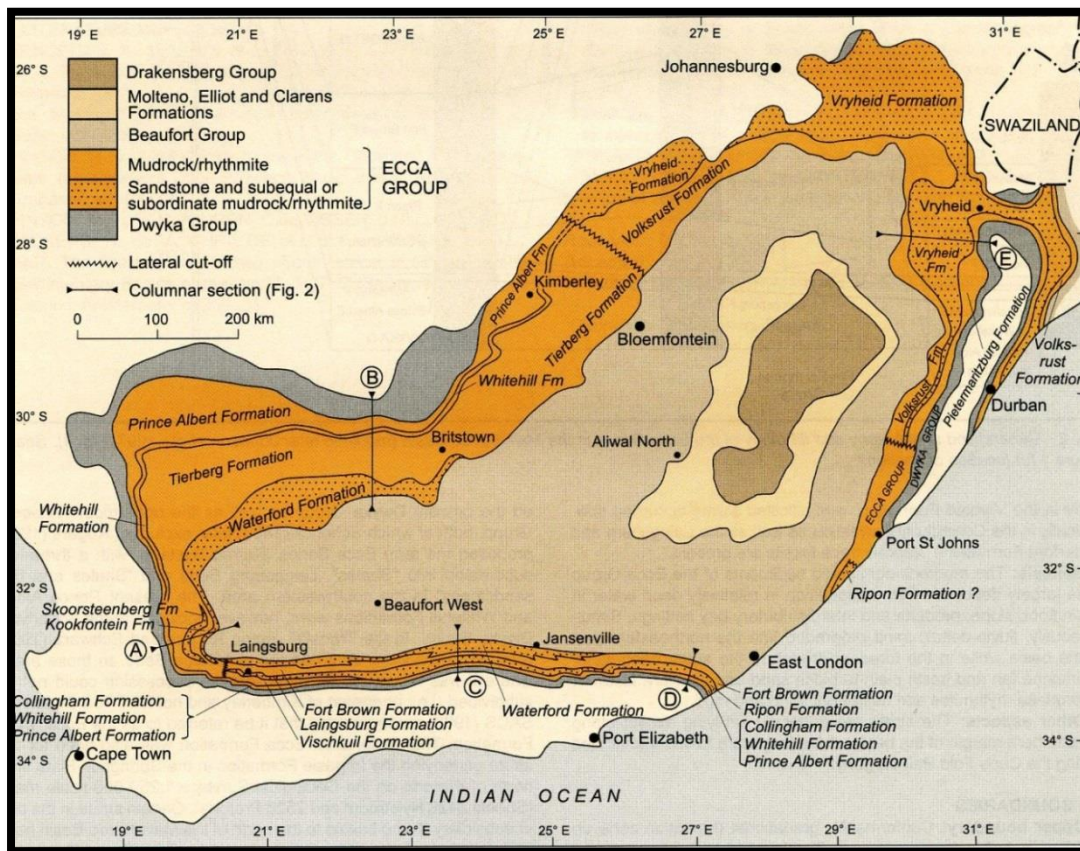 19° E
21° E
23° E
25° E
27° E
29° E
31° E
26° S
28° S
30° S
32° S
34° S
32° S
34° S
19° E
21° E
23° E
25° E
27° E
29° E
31° E
Drakensberg Group
Molteno, Elliot and Clarens
Formations
Beaufort Group
Mudrock/rhythmite
Sandstone and subequal or
subordinate mudrock/rhythmite
ECCA
GROUP
Dwyka Group
Lateral cut-off
Columnar section (Fig. 2)
0 100 200 km
Johannesburg
Vryheid Formation
SWAZILAND
Vryheid
Formation
Volksrust Formation
Vryheid
Vryheid
Fm
E
Prince Albert Fm
Kimberley
Tierberg Formation
Bloemfontein
Whitehill Fm
Pietermaritzburg Formation
Volks-
rust
Formation
Volksrust Fm
DWYKA GROUP
Durban
B
Prince Albert Formation
Britstown
Aliwal North
Tierberg Formation
Waterford Formation
ECCA GROUP
Whitehill
Formation
Port St Johns
Ripon Formation ?
Beaufort West
Skoorsteenberg Fm
Kookfontein Fm
A
Laingsburg
Jansenville
East London
C
D
Collingham Formation
Whitehill Formation
Prince Albert Formation
Fort Brown Formation
Laingsburg Formation
Vischkuil Formation
Waterford Formation
Fort Brown Formation
Ripon Formation
Collingham Formation
Whitehill Formation
Prince Albert Formation
Port Elizabeth
Cape Town
INDIAN OCEAN